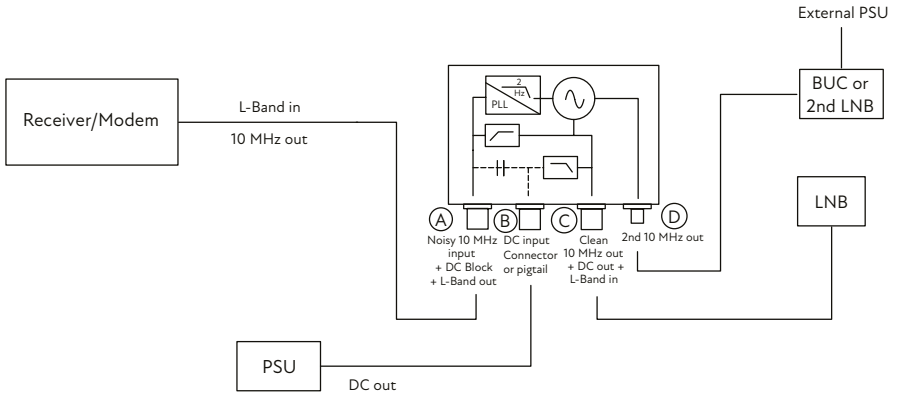 External PSU
BUC or
2nd LNB
Receiver/Modem
L-Band in
10 MHz out
2
Hz
PLL
LNB
A
B
C
D
Noisy 10 MHz
input
+ DC Block
+ L-Band out
DC input
Connector
or pigtail
Clean
10 MHz out
+ DC out +
L-Band in
2nd 10 MHz out
PSU
DC out